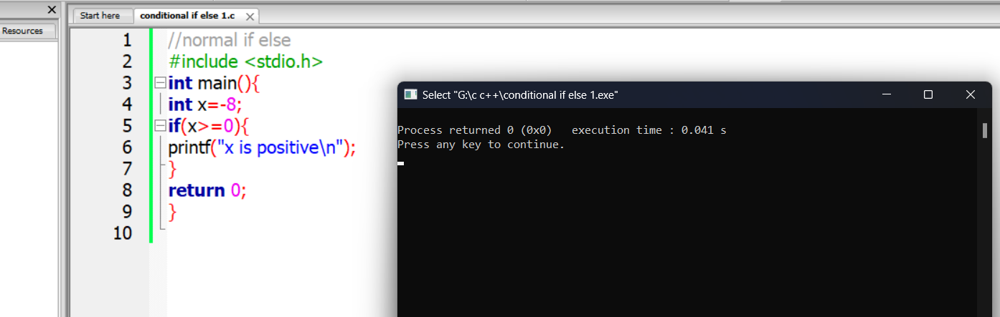 Start here
conditional if else 1.c
Resources
1 //normal if else
2 #include <stdio.h>
3 int main(){
4 int x=-8;
5 if(x>=0){
6 printf("x is positive\n");
7 }
8 return 0;
9 }
10
Select "G:\c c++\conditional if else 1.exe"
Process returned 0 (0x0)   execution time : 0.041 s
Press any key to continue.